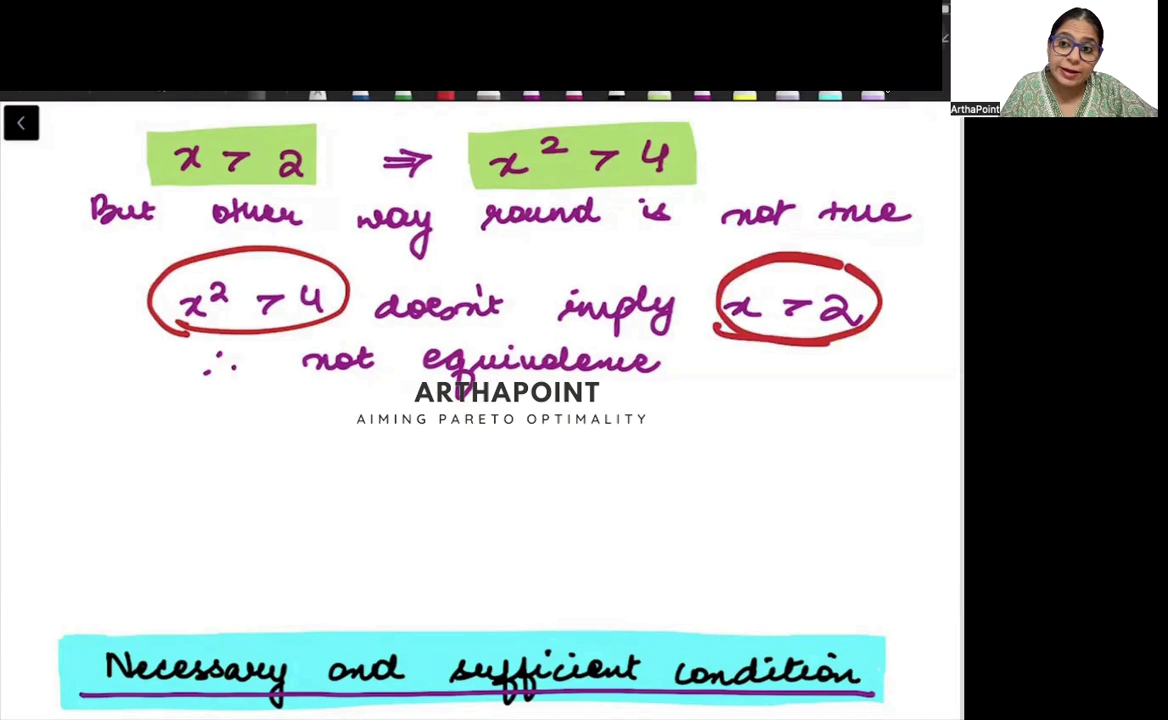 ArthaPoint
x > 2 ⇒ x² > 4
But other way round is not true
x² > 4 doesn't imply x > 2
∴ not equivalence
ARTHAPOINT
AIMING PARETO OPTIMALITY
Necessary and sufficient condition